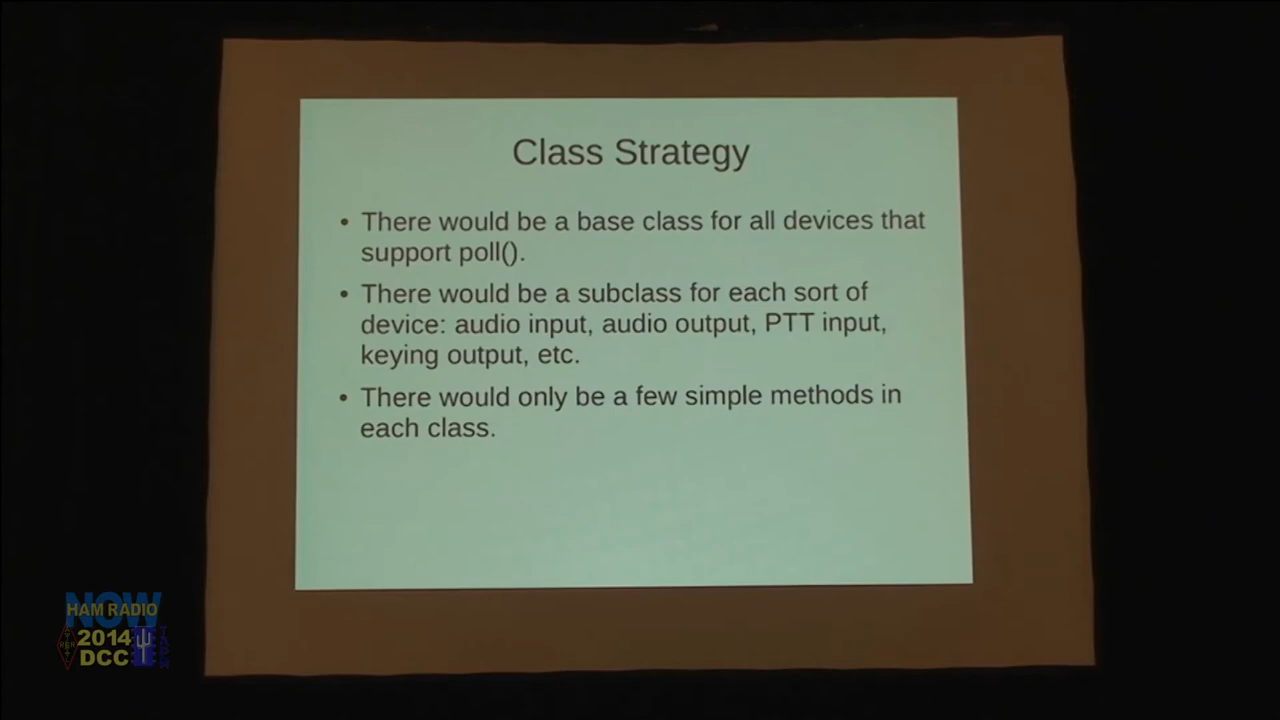 Class Strategy
• There would be a base class for all devices that
support poll().
• There would be a subclass for each sort of
device: audio input, audio output, PTT input,
keying output, etc.
• There would only be a few simple methods in
each class.
NOW
HAM RADIO
2014
DCC